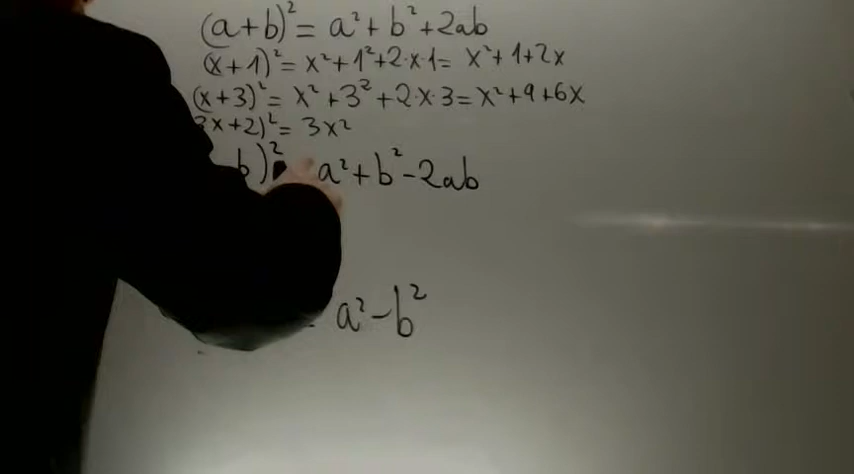 (a+b)² = a²+b²+2ab
(x+1)² = x²+1²+2·x·1= x²+1+2x
(x+3)² = x²+3²+2·x·3=x²+9+6x
3x+2)² = 3x²
b)² a²+b²-2ab
a²-b²